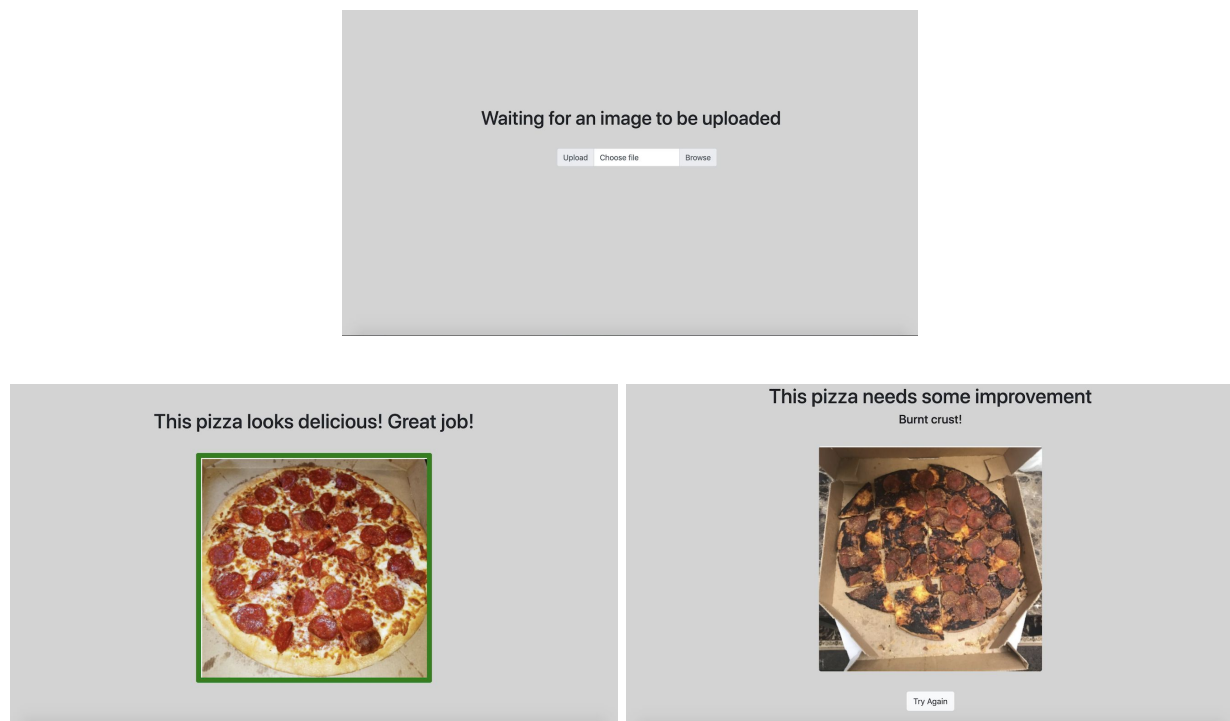 Waiting for an image to be uploaded
Upload Choose file Browse
This pizza looks delicious! Great job!
This pizza needs some improvement
Burnt crust!
Try Again